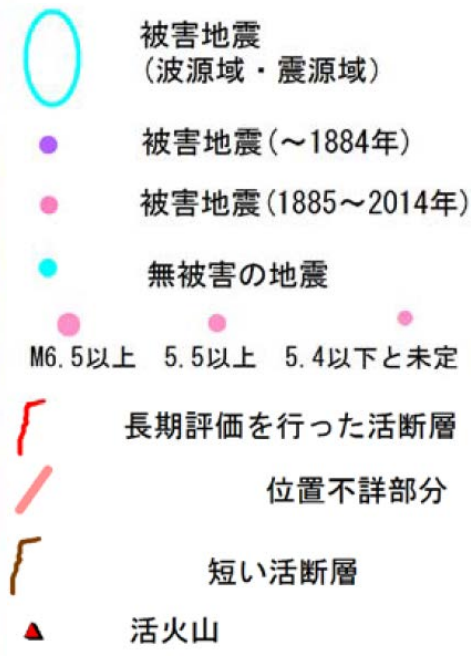 被害地震
(波源域・震源域)
被害地震(～1884年)
被害地震(1885～2014年)
無被害の地震
M6.5以上 5.5以上 5.4以下と未定
長期評価を行った活断層
位置不詳部分
短い活断層
活火山